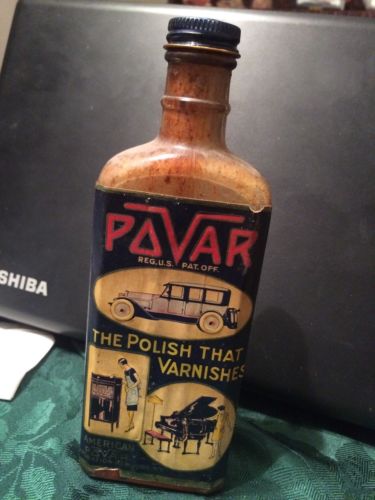 PAVAR
REG. U.S. PAT. OFF.
THE POLISH THAT
VARNISHES
AMERICAN
SHIBA